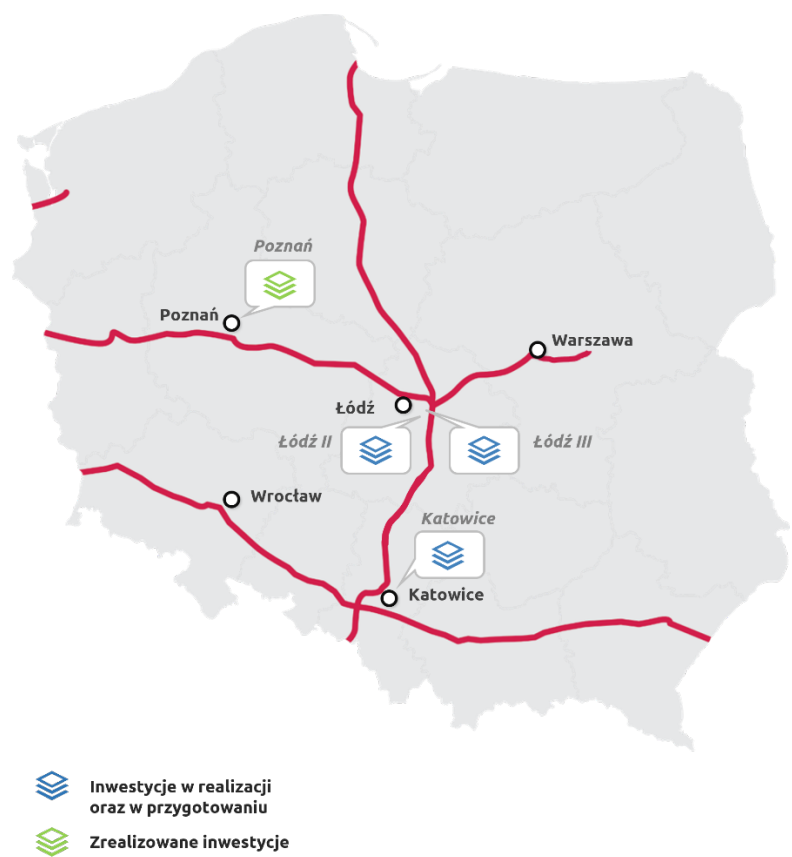 Poznań
Poznań
Warszawa
Łódź
Łódź II
Łódź III
Wrocław
Katowice
Katowice
Inwestycje w realizacji
oraz w przygotowaniu
Zrealizowane inwestycje